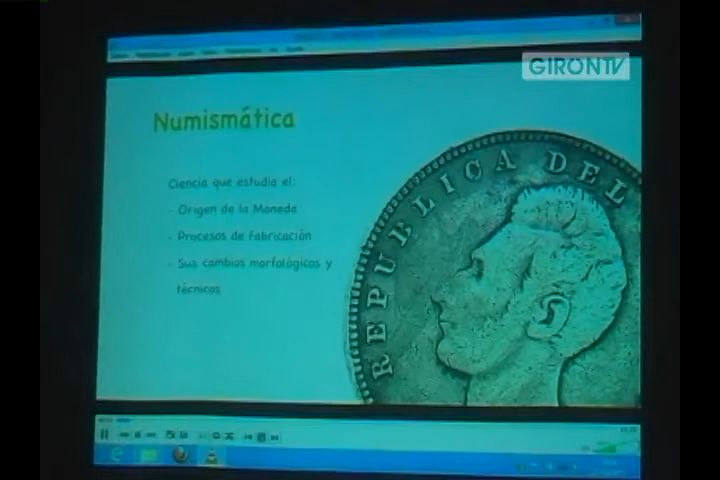 GIRONTV
Numismática
Ciencia que estudia el:
- Origen de la Moneda
- Procesos de Fabricación
- Sus cambios morfológicos y
técnicos
REPUBLICA DEL